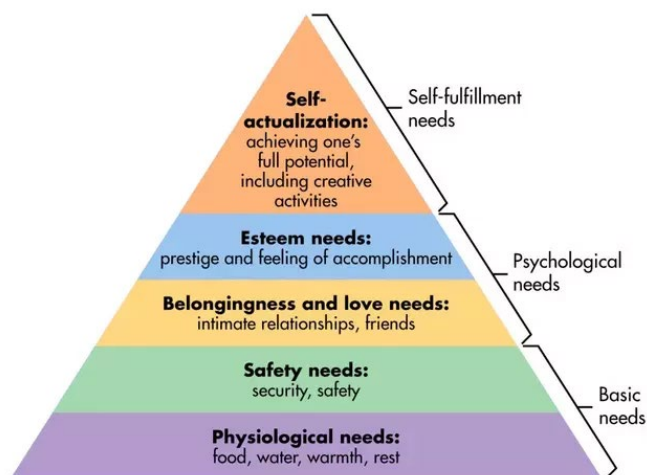 Self-
actualization:
achieving one's
full potential,
including creative
activities
Self-fulfillment
needs
Esteem needs:
prestige and feeling of accomplishment
Psychological
needs
Belongingness and love needs:
intimate relationships, friends
Safety needs:
security, safety
Basic
needs
Physiological needs:
food, water, warmth, rest